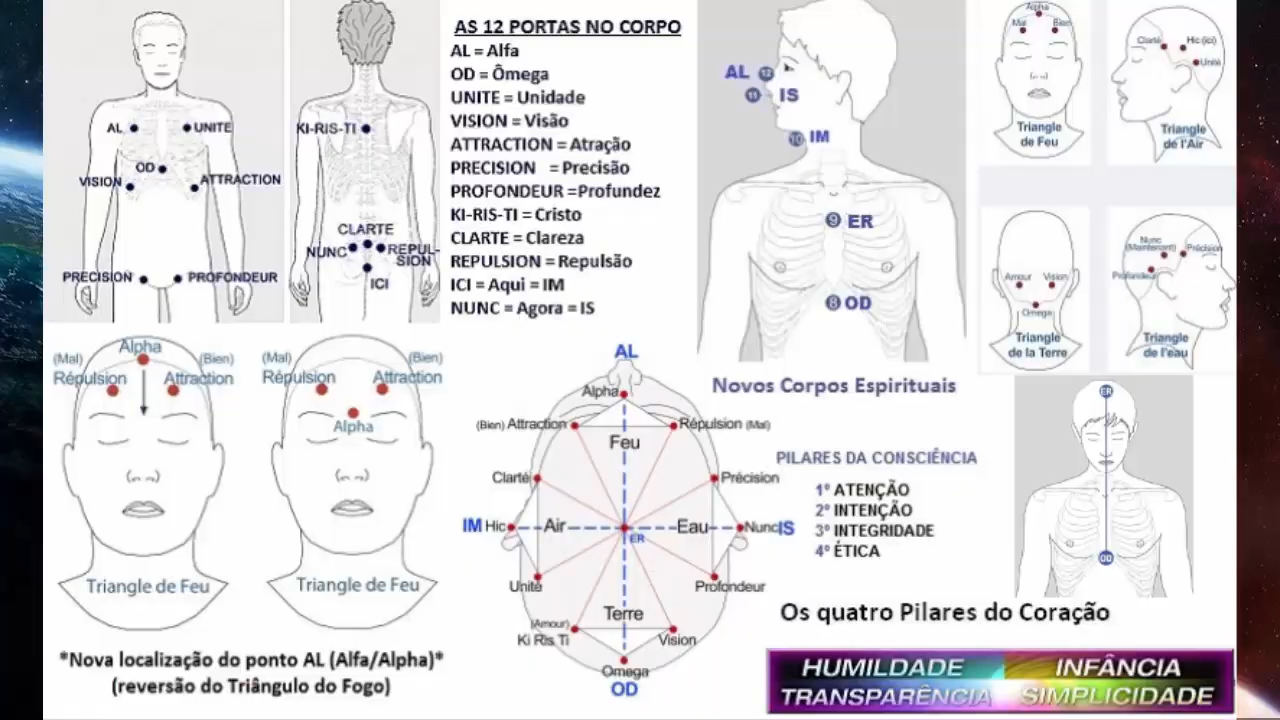 AL
UNITE
OD
VISION
ATTRACTION
PRECISION
PROFONDEUR
KI-RIS-TI
CLARTE
NUNC
REPUL-
SION
ICI
AS 12 PORTAS NO CORPO
AL = Alfa
OD = Ômega
UNITE = Unidade
VISION = Visão
ATTRACTION = Atração
PRECISION = Precisão
PROFONDEUR =Profundez
KI-RIS-TI = Cristo
CLARTE = Clareza
REPULSION = Repulsão
ICI = Aqui = IM
NUNC = Agora = IS
AL 12
11 IS
10 IM
9 ER
8 OD
Novos Corpos Espirituais
Alpha
Mal
Bien
Triangle
de Feu
Clarté
Hic (ici)
Unité
Triangle
de l'Air
Amour
Vision
Omega
Triangle
de la Terre
Nunc
(Maintenant)
Précision
Profondeur
Triangle
de l'eau
Alpha
(Mal)
(Bien)
Répulsion
Attraction
Triangle de Feu
(Mal)
(Bien)
Répulsion
Attraction
Alpha
Triangle de Feu
*Nova localização do ponto AL (Alfa/Alpha)*
(reversão do Triângulo do Fogo)
AL
Alpha
(Bien) Attraction
Répulsion (Mal)
Feu
Clarté
Précision
IM Hic
Air
Eau
Nunc IS
ER
Unité
Profondeur
Terre
(Amour)
Ki Ris Ti
Vision
Omega
OD
PILARES DA CONSCIÊNCIA
1º ATENÇÃO
2º INTENÇÃO
3º INTEGRIDADE
4º ÉTICA
ER
OD
Os quatro Pilares do Coração
HUMILDADE INFÂNCIA
TRANSPARÊNCIA SIMPLICIDADE